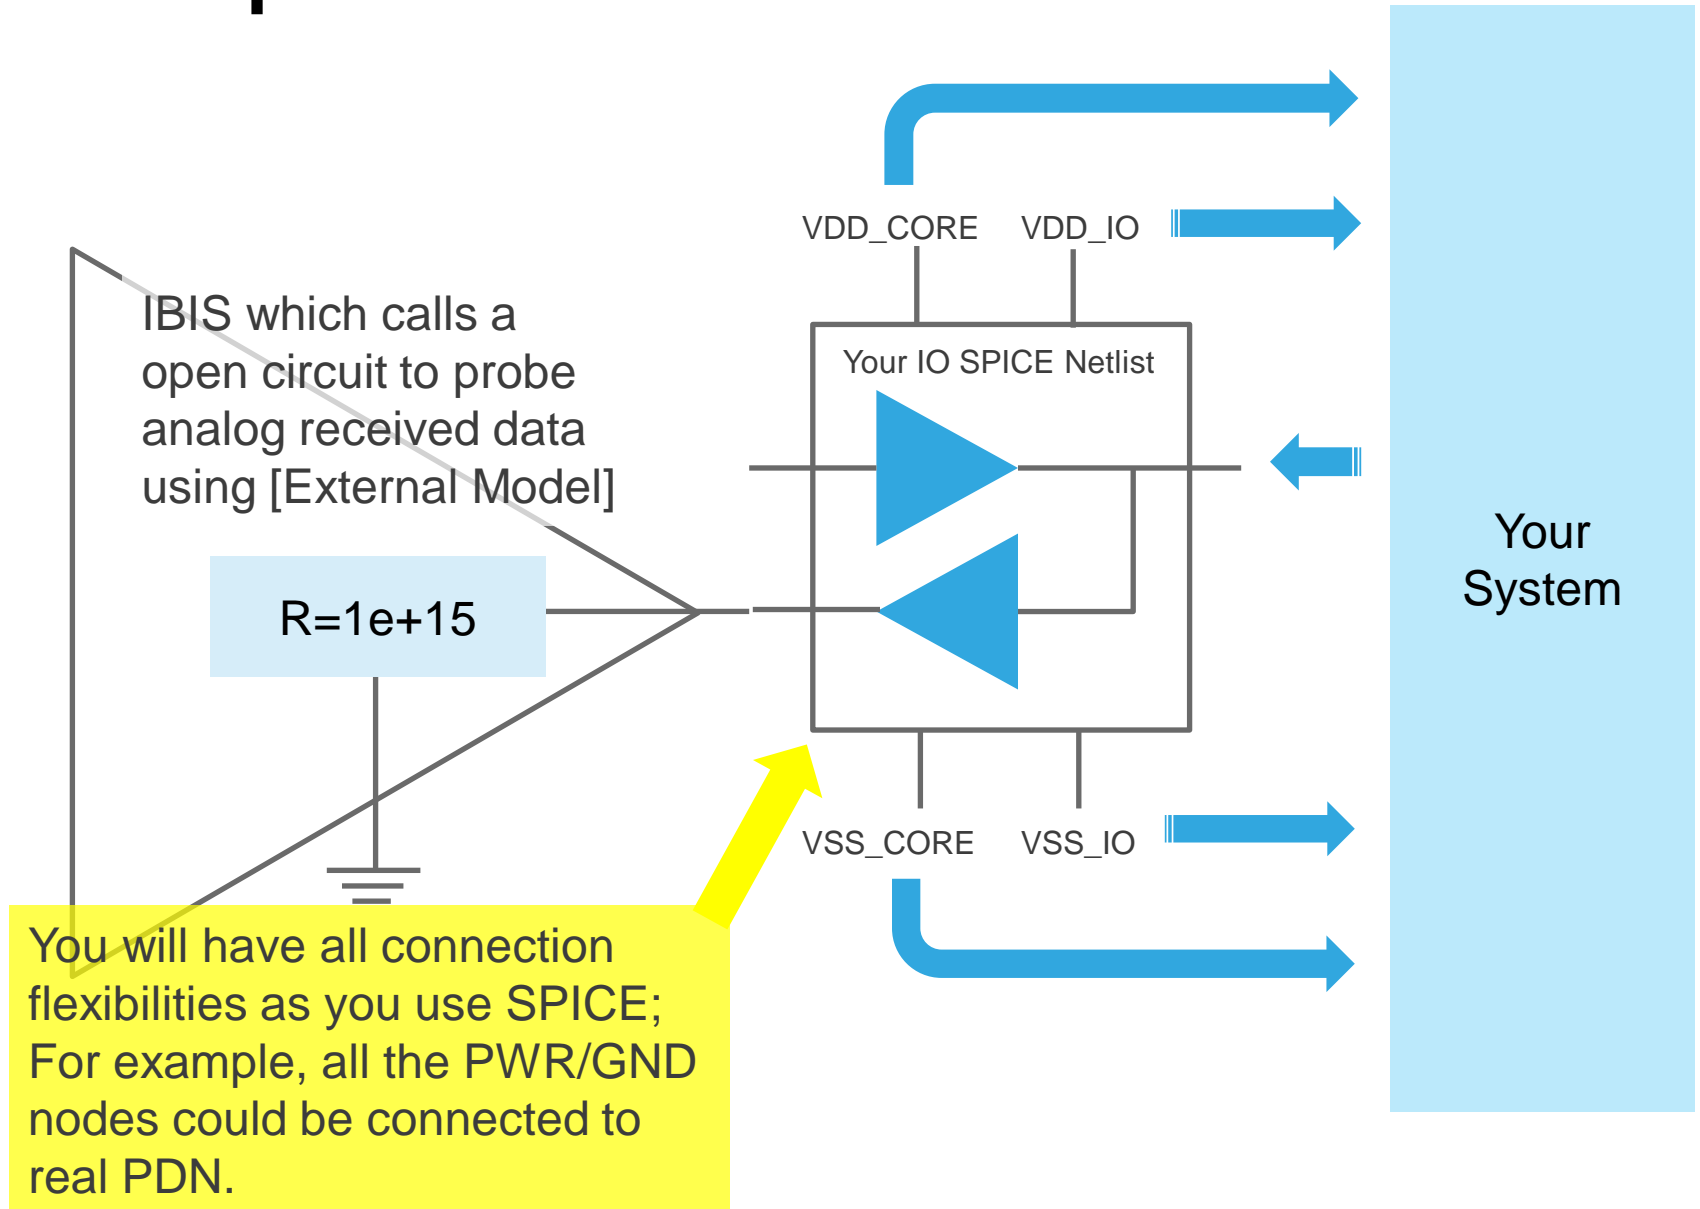 VDD_CORE
VDD_IO
IBIS which calls a
open circuit to probe
analog received data
using [External Model]
Your IO SPICE Netlist
R=1e+15
Your
System
VSS_CORE
VSS_IO
You will have all connection
flexibilities as you use SPICE;
For example, all the PWR/GND
nodes could be connected to
real PDN.